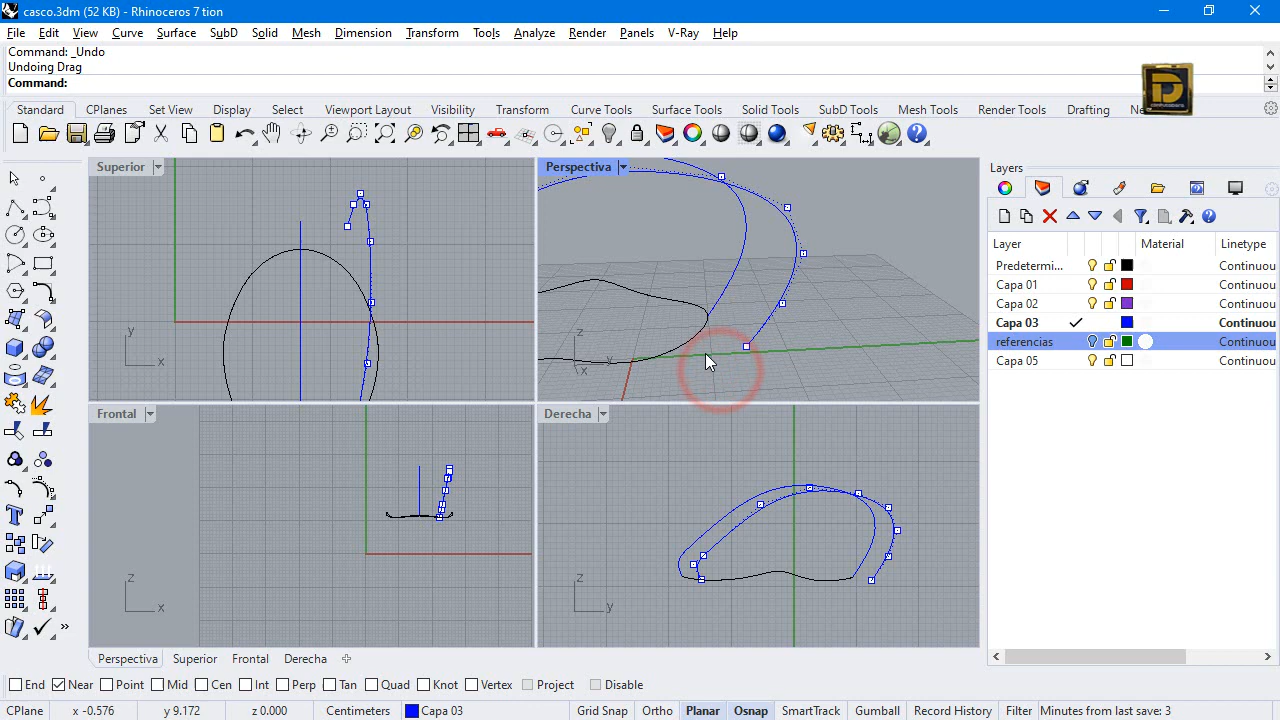 casco.3dm (52 KB) - Rhinoceros 7 tion
File Edit View Curve Surface SubD Solid Mesh Dimension Transform Tools Analyze Render Panels V-Ray Help
Command: _Undo
Undoing Drag
Command:
Standard CPlanes Set View Display Select Viewport Layout Visibility Transform Curve Tools Surface Tools Solid Tools SubD Tools Mesh Tools Render Tools Drafting
Superior
y
x
Perspectiva
z
y
x
Frontal
z
x
Derecha
z
y
Layers
Layer Material Linetype
Predetermi... Continuou
Capa 01 Continuou
Capa 02 Continuou
Capa 03 Continuou
referencias Continuou
Capa 05 Continuou
Perspectiva Superior Frontal Derecha
End Near Point Mid Cen Int Perp Tan Quad Knot Vertex Project Disable
CPlane x -0.576 y 9.172 z 0.000 Centimeters Capa 03 Grid Snap Ortho Planar Osnap SmartTrack Gumball Record History Filter Minutes from last save: 3